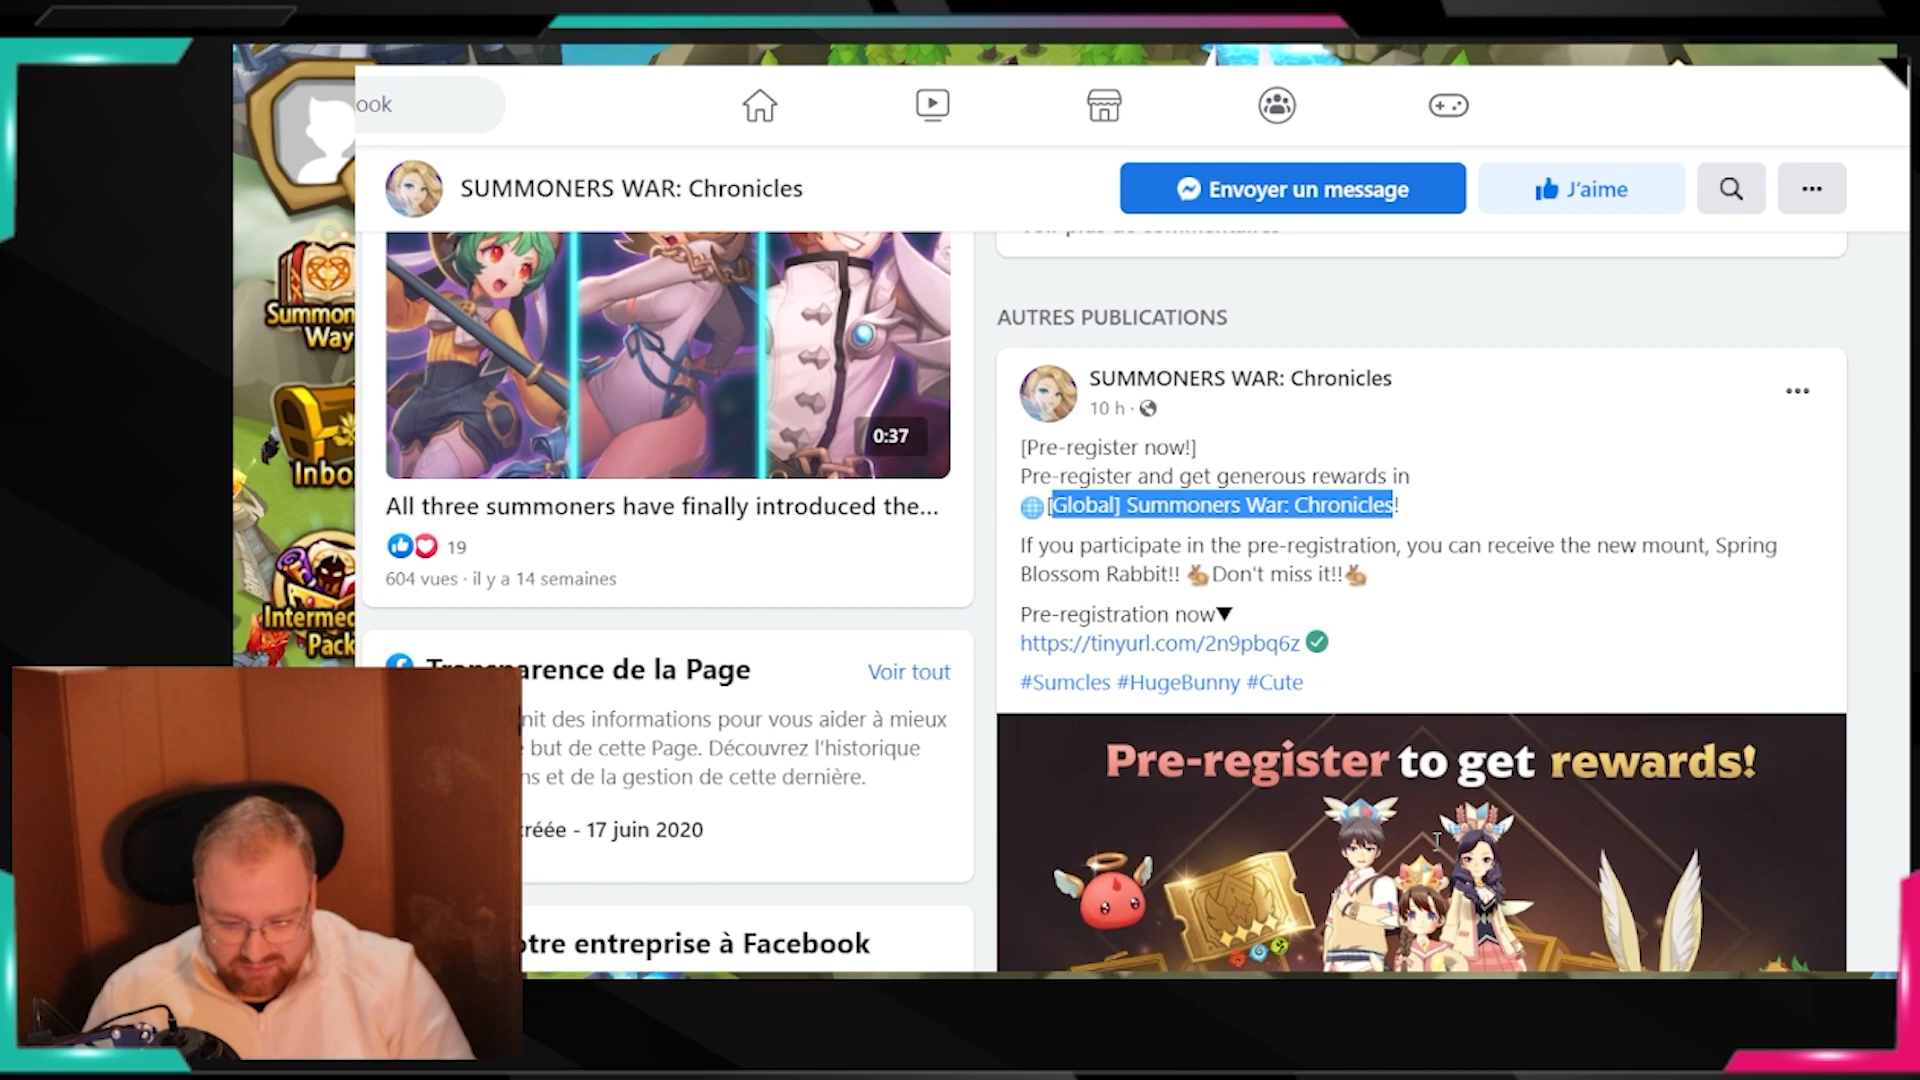 ook
SUMMONERS WAR: Chronicles
Envoyer un message
J'aime
Summon
Way
Inbo
Intermed
Pack
0:37
All three summoners have finally introduced the...
19
604 vues · il y a 14 semaines
arence de la Page
Voir tout
nit des informations pour vous aider à mieux
but de cette Page. Découvrez l'historique
ns et de la gestion de cette dernière.
réée - 17 juin 2020
otre entreprise à Facebook
AUTRES PUBLICATIONS
SUMMONERS WAR: Chronicles
10 h ·
[Pre-register now!]
Pre-register and get generous rewards in
[Global] Summoners War: Chronicles!
If you participate in the pre-registration, you can receive the new mount, Spring
Blossom Rabbit!! Don't miss it!!
Pre-registration now▼
https://tinyurl.com/2n9pbq6z
#Sumcles #HugeBunny #Cute
Pre-register to get rewards!